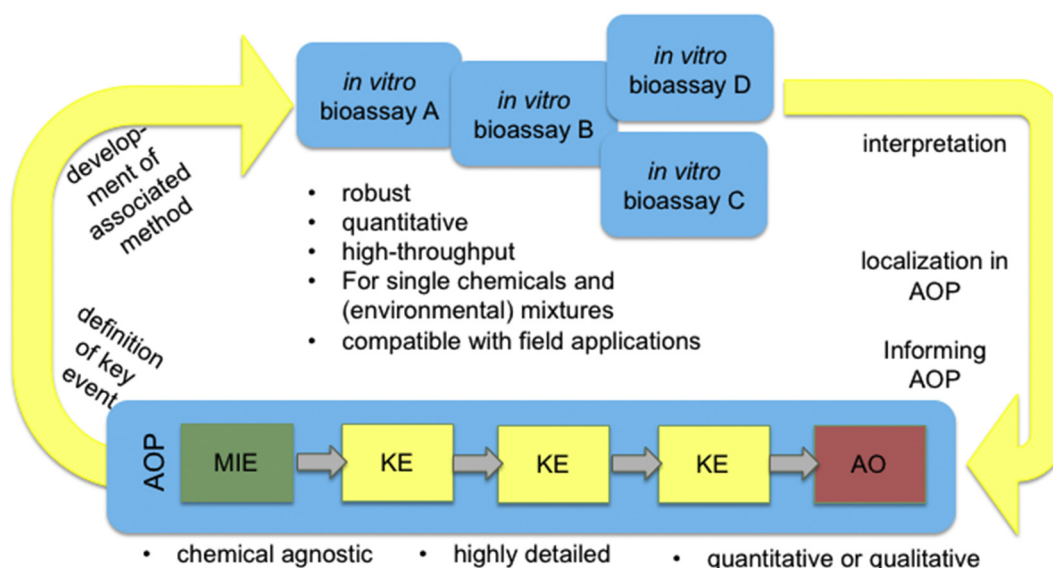 in vitro
bioassay A
in vitro
bioassay B
in vitro
bioassay D
in vitro
bioassay C
develop-
ment of
associated
method
definition
of key
event
• robust
• quantitative
• high-throughput
• For single chemicals and
(environmental) mixtures
• compatible with field applications
interpretation
localization in
AOP
Informing
AOP
AOP
MIE
KE
KE
KE
AO
• chemical agnostic
• highly detailed
• quantitative or qualitative